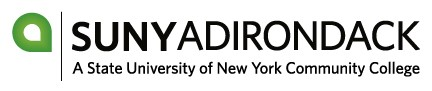 SUNYADIRONDACK
A State University of New York Community College